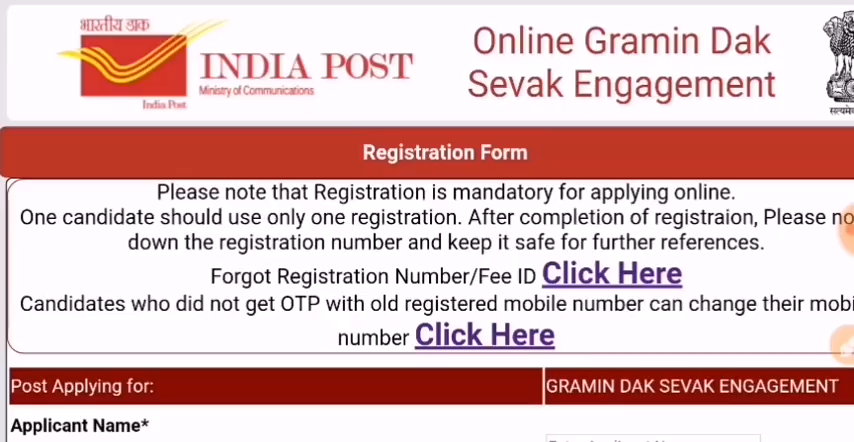 भारतीय डाक
INDIA POST
Ministry of Communications
India Post
Online Gramin Dak
Sevak Engagement
Registration Form
Please note that Registration is mandatory for applying online.
One candidate should use only one registration. After completion of registraion, Please no
down the registration number and keep it safe for further references.
Forgot Registration Number/Fee ID Click Here
Candidates who did not get OTP with old registered mobile number can change their mobi
number Click Here
Post Applying for: GRAMIN DAK SEVAK ENGAGEMENT
Applicant Name*